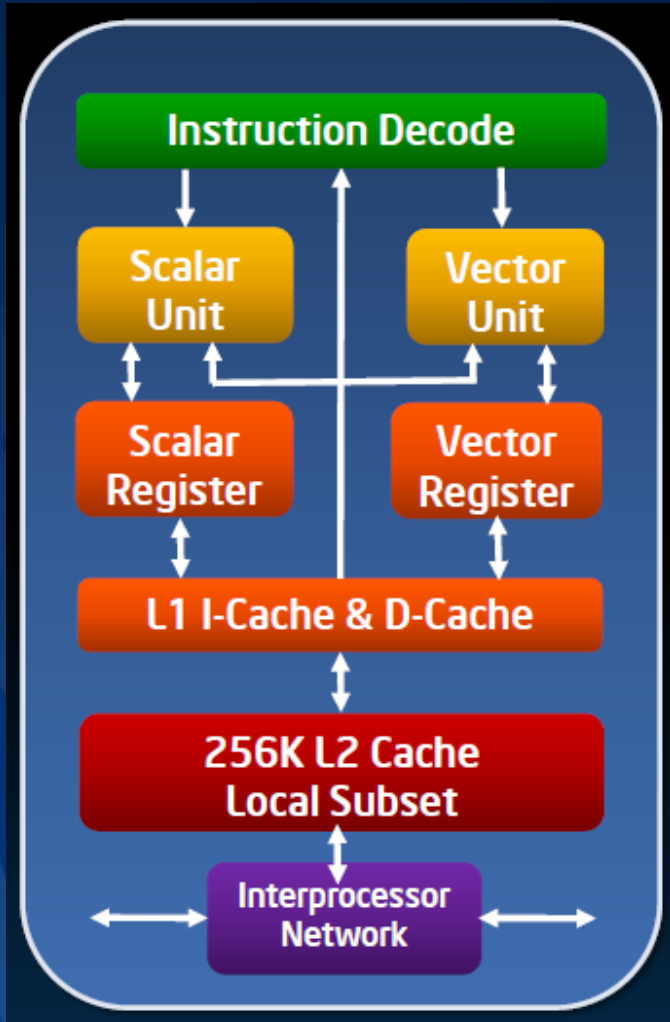 Instruction Decode
Scalar
Unit
Vector
Unit
Scalar
Register
Vector
Register
L1 I-Cache & D-Cache
256K L2 Cache
Local Subset
Interprocessor
Network